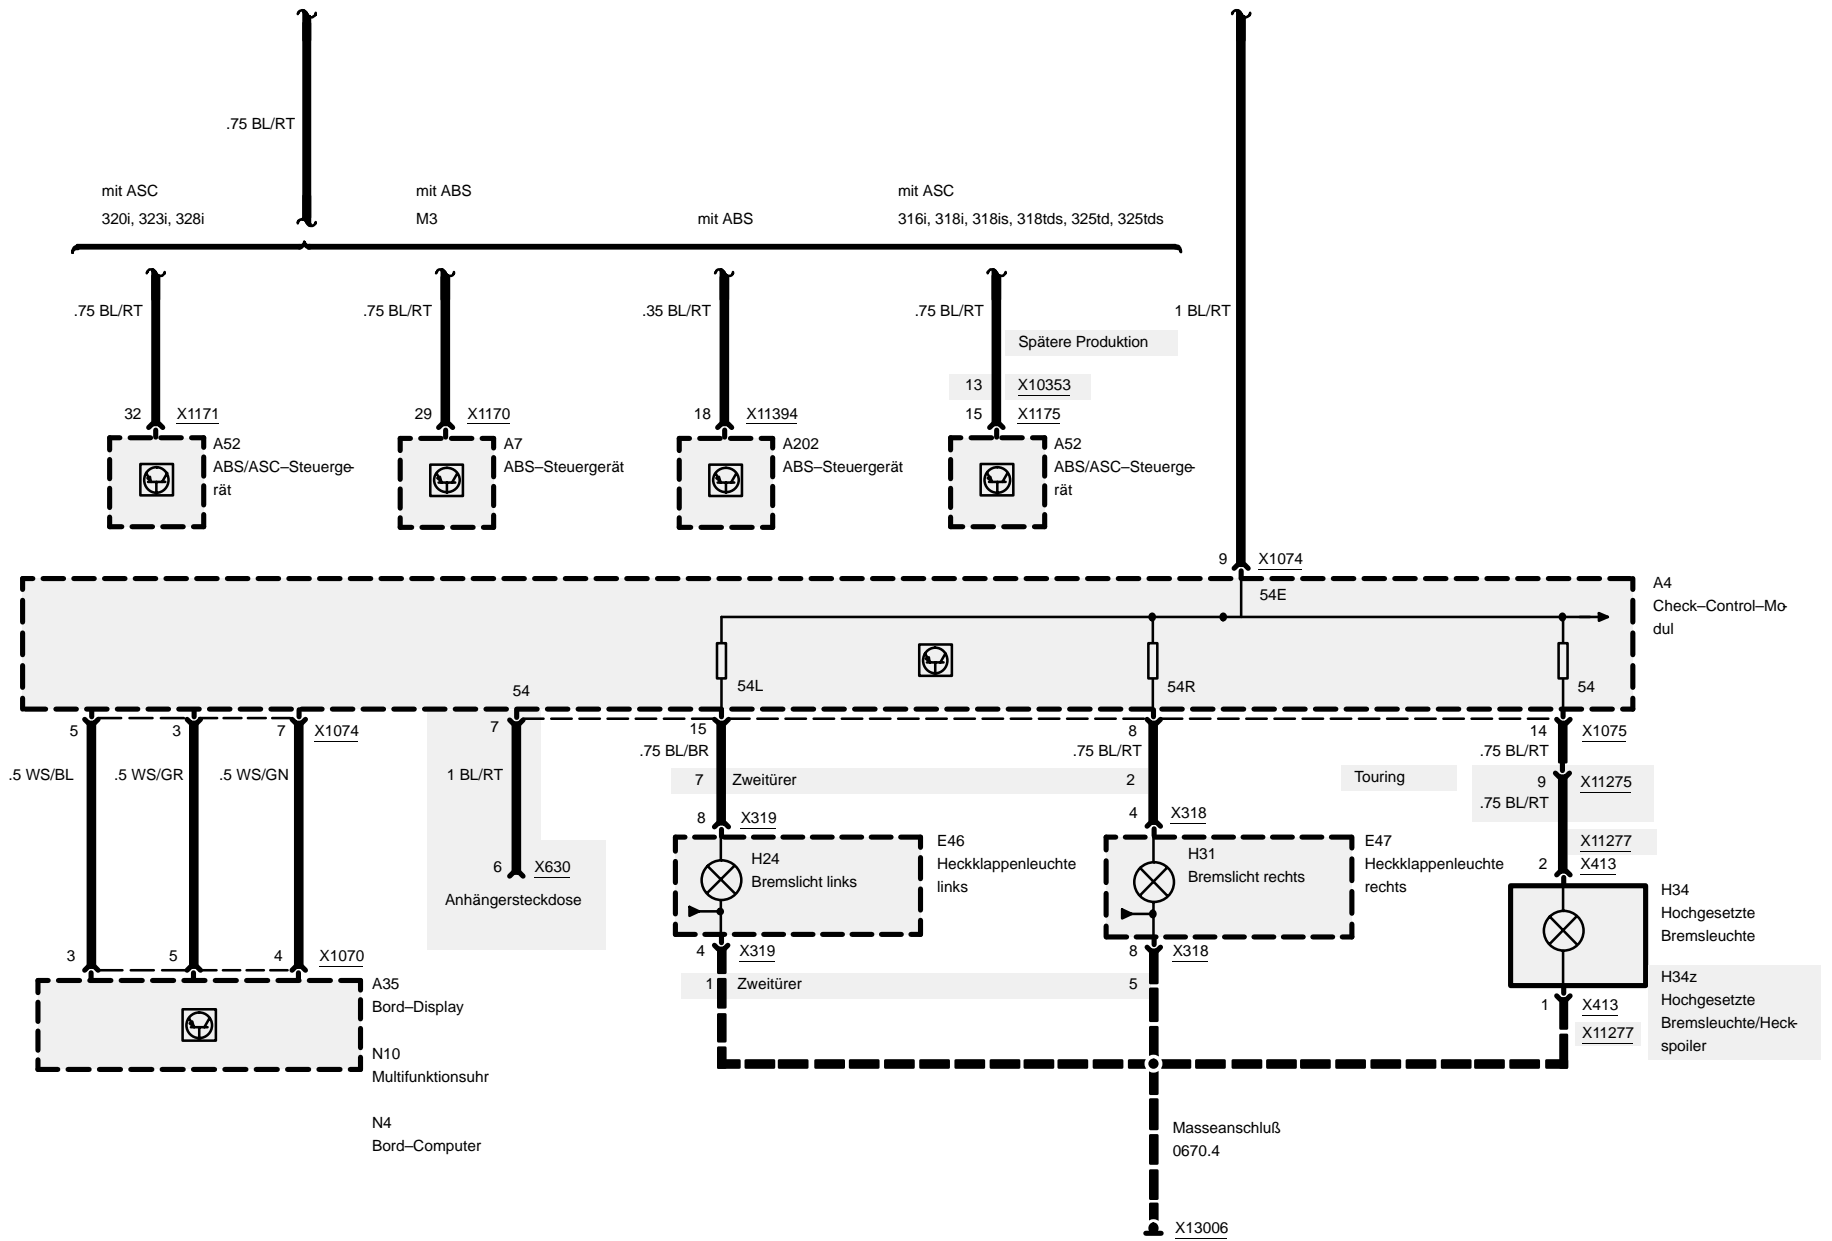 .75 BL/RT
mit ASC
320i, 323i, 328i
mit ABS
M3
mit ABS
mit ASC
316i, 318i, 318is, 318tds, 325td, 325tds
.75 BL/RT
.75 BL/RT
.35 BL/RT
.75 BL/RT
1 BL/RT
Spätere Produktion
13 X10353
32 X1171
29 X1170
18 X11394
15 X1175
A52
ABS/ASC–Steuerge-
rät
A7
ABS–Steuergerät
A202
ABS–Steuergerät
A52
ABS/ASC–Steuerge-
rät
9 X1074
54E
A4
Check–Control–Mo-
dul
54
54L
54R
54
5
3
7 X1074
7
15
8
14 X1075
.5 WS/BL
.5 WS/GR
.5 WS/GN
1 BL/RT
.75 BL/BR
.75 BL/RT
.75 BL/RT
7 Zweitürer
2
Touring
9 X11275
.75 BL/RT
8 X319
4 X318
X11277
2 X413
6 X630
Anhängersteckdose
H24
Bremslicht links
E46
Heckklappenleuchte
links
H31
Bremslicht rechts
E47
Heckklappenleuchte
rechts
H34
Hochgesetzte
Bremsleuchte
3
5
4 X1070
4 X319
8 X318
1 Zweitürer
5
1 X413
X11277
H34z
Hochgesetzte
Bremsleuchte/Heck-
spoiler
A35
Bord–Display
N10
Multifunktionsuhr
N4
Bord–Computer
Masseanschluß
0670.4
X13006